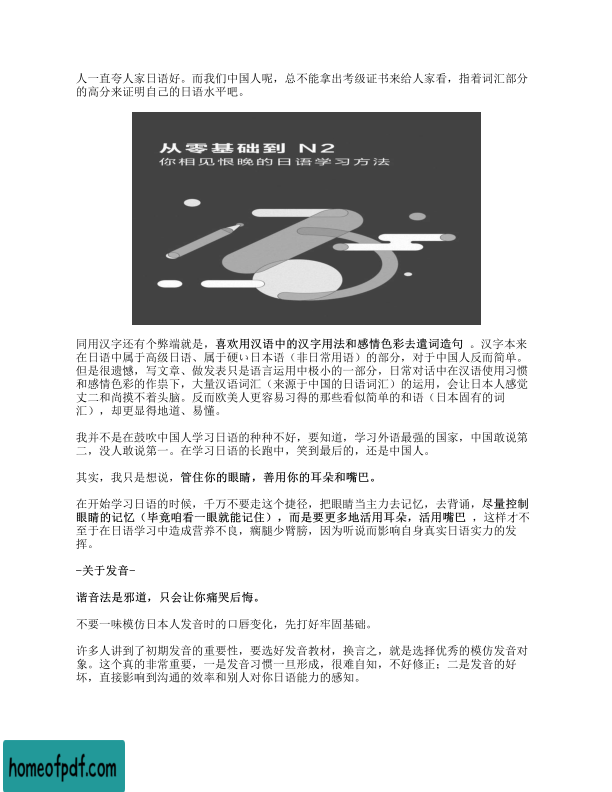 人一直夸人家日语好。而我们中国人呢，总不能拿出考级证书来给人家看，指着词汇部分
的高分来证明自己的日语水平吧。
从零基础到 N2
你相见恨晚的日语学习方法
同用汉字还有个弊端就是，喜欢用汉语中的汉字用法和感情色彩去遣词造句 。汉字本来
在日语中属于高级日语、属于硬い日本语（非日常用语）的部分，对于中国人反而简单。
但是很遗憾，写文章、做发表只是语言运用中极小的一部分，日常对话中在汉语使用习惯
和感情色彩的作祟下，大量汉语词汇（来源于中国的日语词汇）的运用，会让日本人感觉
丈二和尚摸不着头脑。反而欧美人更容易习得的那些看似简单的和语（日本固有的词
汇），却更显得地道、易懂。
我并不是在鼓吹中国人学习日语的种种不好，要知道，学习外语最强的国家，中国敢说第
二，没人敢说第一。在学习日语的长跑中，笑到最后的，还是中国人。
其实，我只是想说，管住你的眼睛，善用你的耳朵和嘴巴。
在开始学习日语的时候，千万不要走这个捷径，把眼睛当主力去记忆，去背诵，尽量控制
眼睛的记忆（毕竟咱看一眼就能记住），而是要更多地活用耳朵，活用嘴巴 ，这样才不
至于在日语学习中造成营养不良，瘸腿少臂膀，因为听说而影响自身真实日语实力的发
挥。
-关于发音-
谐音法是邪道，只会让你痛哭后悔。
不要一味模仿日本人发音时的口唇变化，先打好牢固基础。
许多人讲到了初期发音的重要性，要选好发音教材，换言之，就是选择优秀的模仿发音对
象。这个真的非常重要，一是发音习惯一旦形成，很难自知，不好修正；二是发音的好
坏，直接影响到沟通的效率和别人对你日语能力的感知。
homeofpdf.com